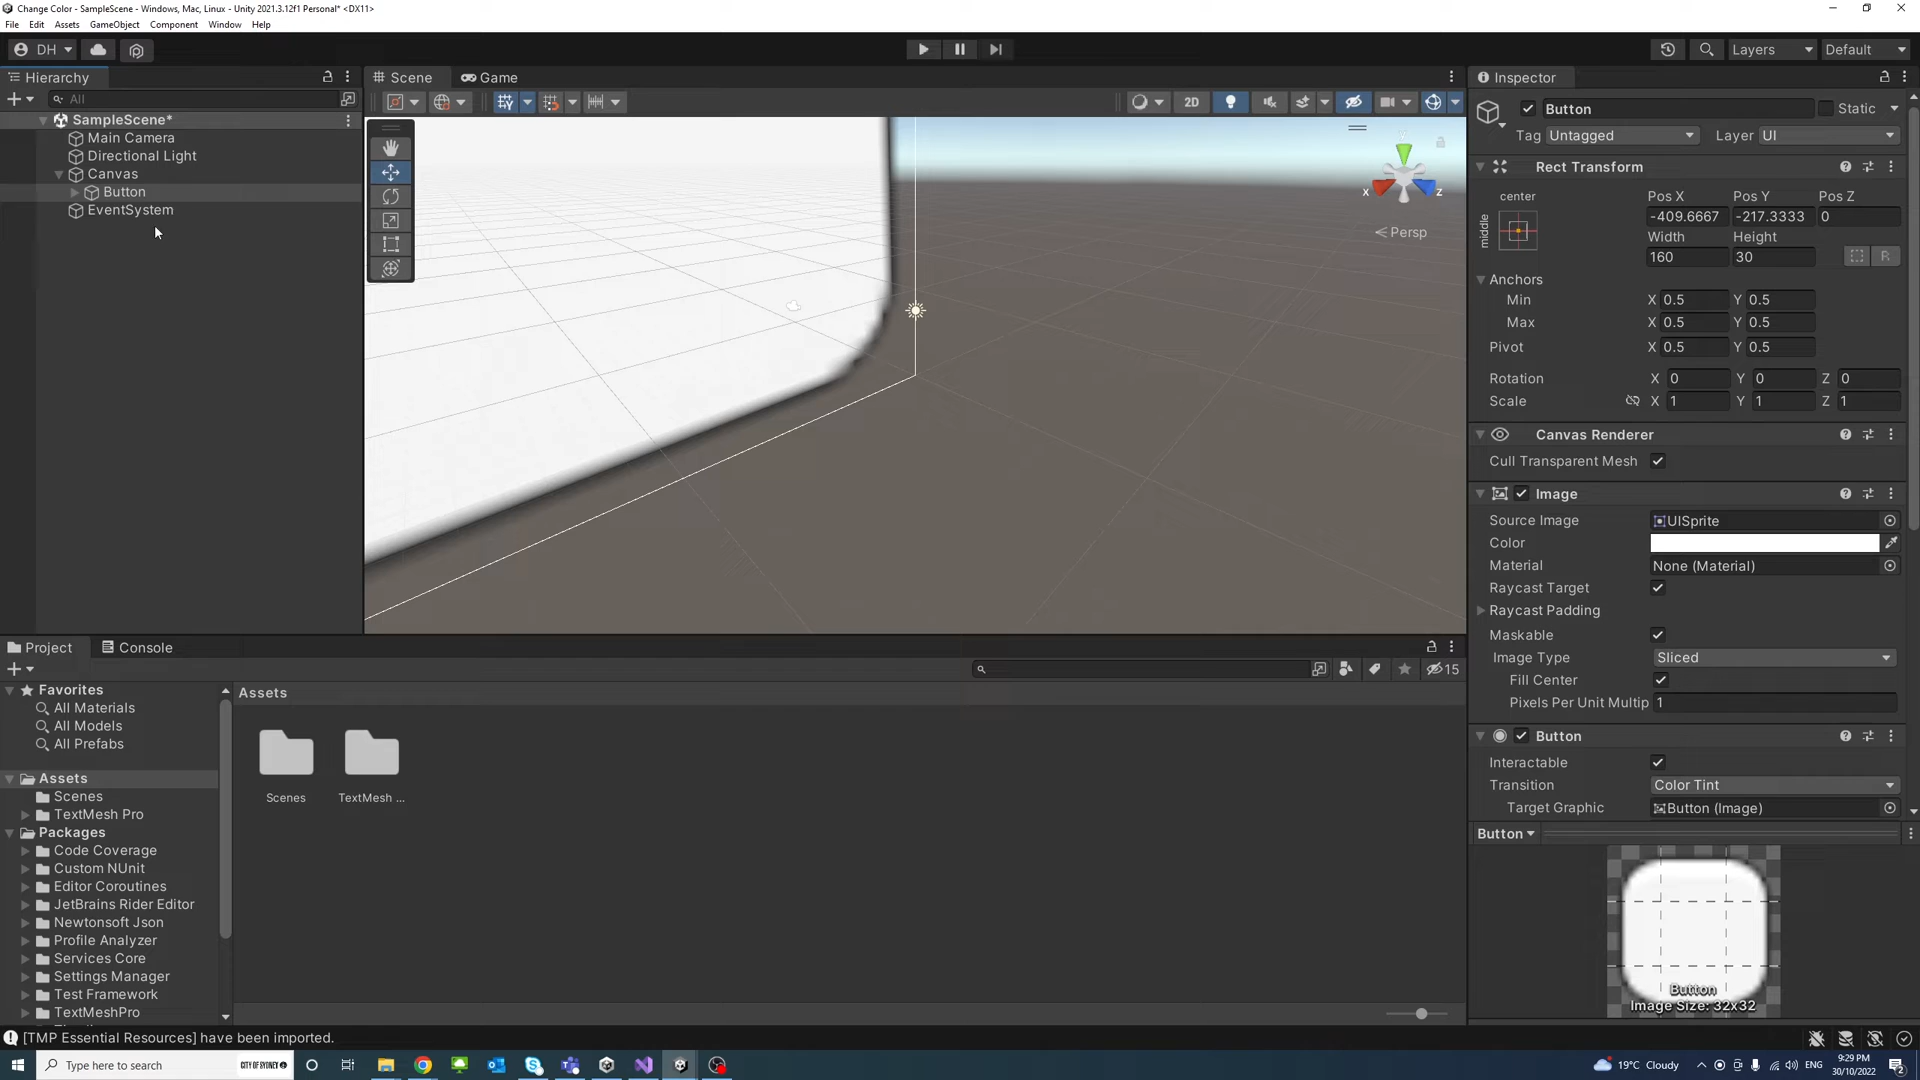 Change Color - SampleScene - Windows, Mac, Linux - Unity 2021.3.12f1 Personal* <DX11>
File Edit Assets GameObject Component Window Help
DH Layers Default
Hierarchy
All
SampleScene*
Main Camera
Directional Light
Canvas
Button
EventSystem
Scene Game
2D
x
z
< Persp
Inspector
Button Static
Tag Untagged Layer UI
Rect Transform
center
middle
Pos X Pos Y Pos Z
-409.6667 -217.3333 0
Width Height
160 30 R
Anchors
Min X 0.5 Y 0.5
Max X 0.5 Y 0.5
Pivot X 0.5 Y 0.5
Rotation X 0 Y 0 Z 0
Scale X 1 Y 1 Z 1
Canvas Renderer
Cull Transparent Mesh
Image
Source Image UISprite
Color
Material None (Material)
Raycast Target
Raycast Padding
Maskable
Image Type Sliced
Fill Center
Pixels Per Unit Multip 1
Button
Interactable
Transition Color Tint
Target Graphic Button (Image)
Button
Button
Image Size: 32x32
Project Console
15
Favorites
All Materials
All Models
All Prefabs
Assets
Scenes
TextMesh Pro
Packages
Code Coverage
Custom NUnit
Editor Coroutines
JetBrains Rider Editor
Newtonsoft Json
Profile Analyzer
Services Core
Settings Manager
Test Framework
TextMeshPro
Assets
Scenes TextMesh ...
[TMP Essential Resources] have been imported.
Type here to search CITY OF SYDNEY
19°C Cloudy ENG 9:29 PM
30/10/2022
2